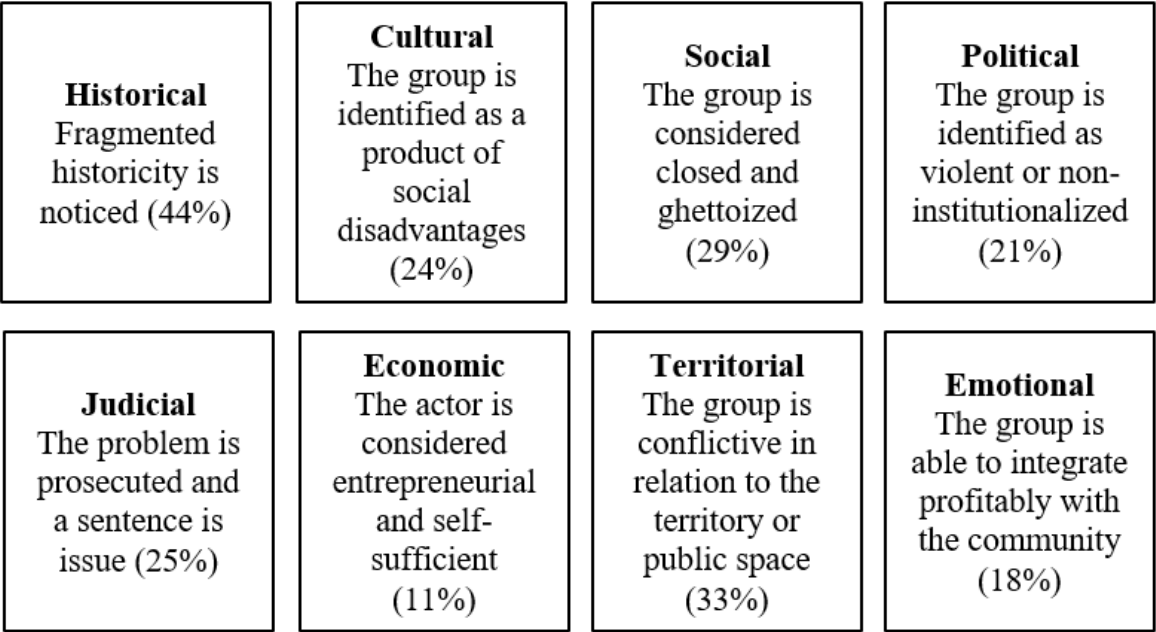 Historical
Fragmented
historicity is
noticed (44%)
Cultural
The group is
identified as a
product of
social
disadvantages
(24%)
Social
The group is
considered
closed and
ghettoized
(29%)
Political
The group is
identified as
violent or non-
institutionalized
(21%)
Judicial
The problem is
prosecuted and
a sentence is
issue (25%)
Economic
The actor is
considered
entrepreneurial
and self-
sufficient
(11%)
Territorial
The group is
conflictive in
relation to the
territory or
public space
(33%)
Emotional
The group is
able to integrate
profitably with
the community
(18%)